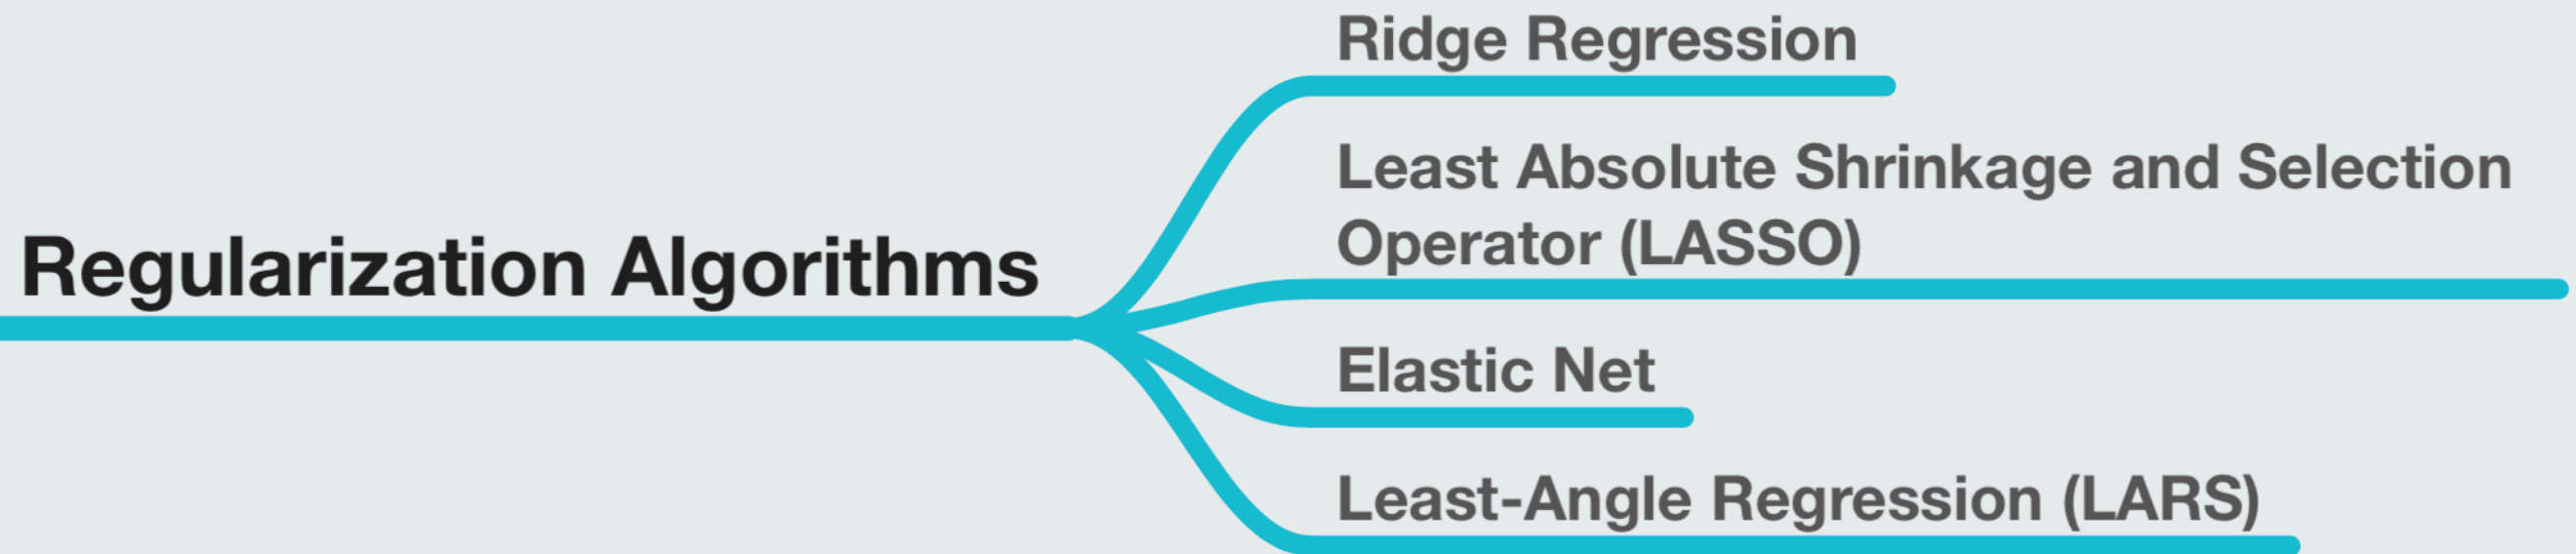 Regularization Algorithms
Ridge Regression
Least Absolute Shrinkage and Selection
Operator (LASSO)
Elastic Net
Least-Angle Regression (LARS)